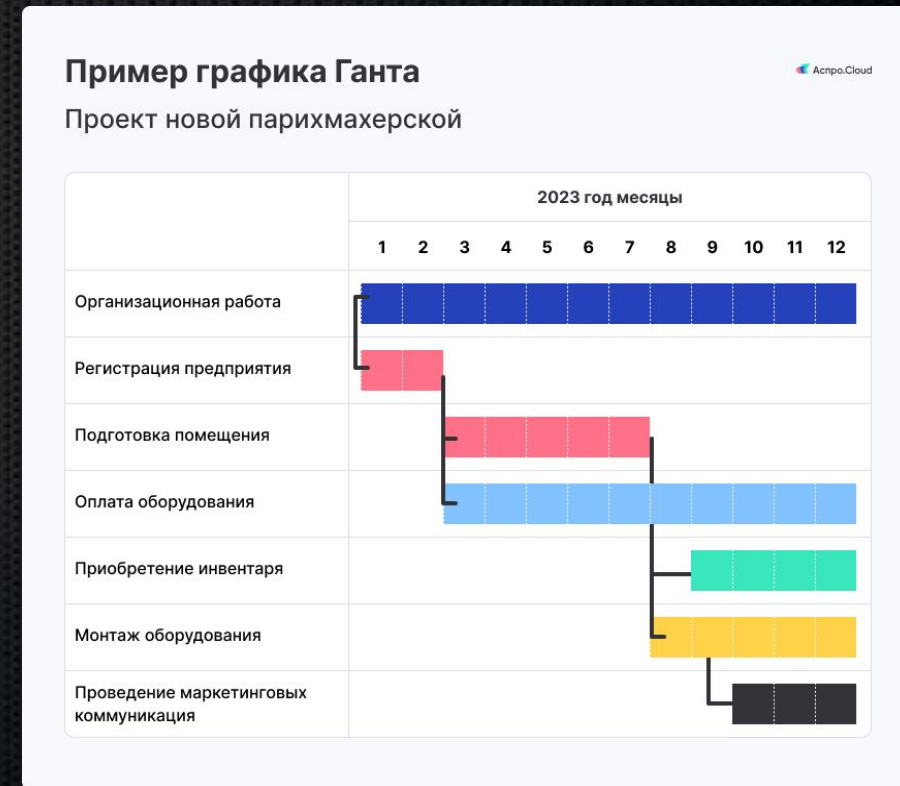 Пример графика Ганта
Аспро.Cloud
Проект новой парихмахерской
2023 год месяцы
1 2 3 4 5 6 7 8 9 10 11 12
Организационная работа
Регистрация предприятия
Подготовка помещения
Оплата оборудования
Приобретение инвентаря
Монтаж оборудования
Проведение маркетинговых
коммуникация